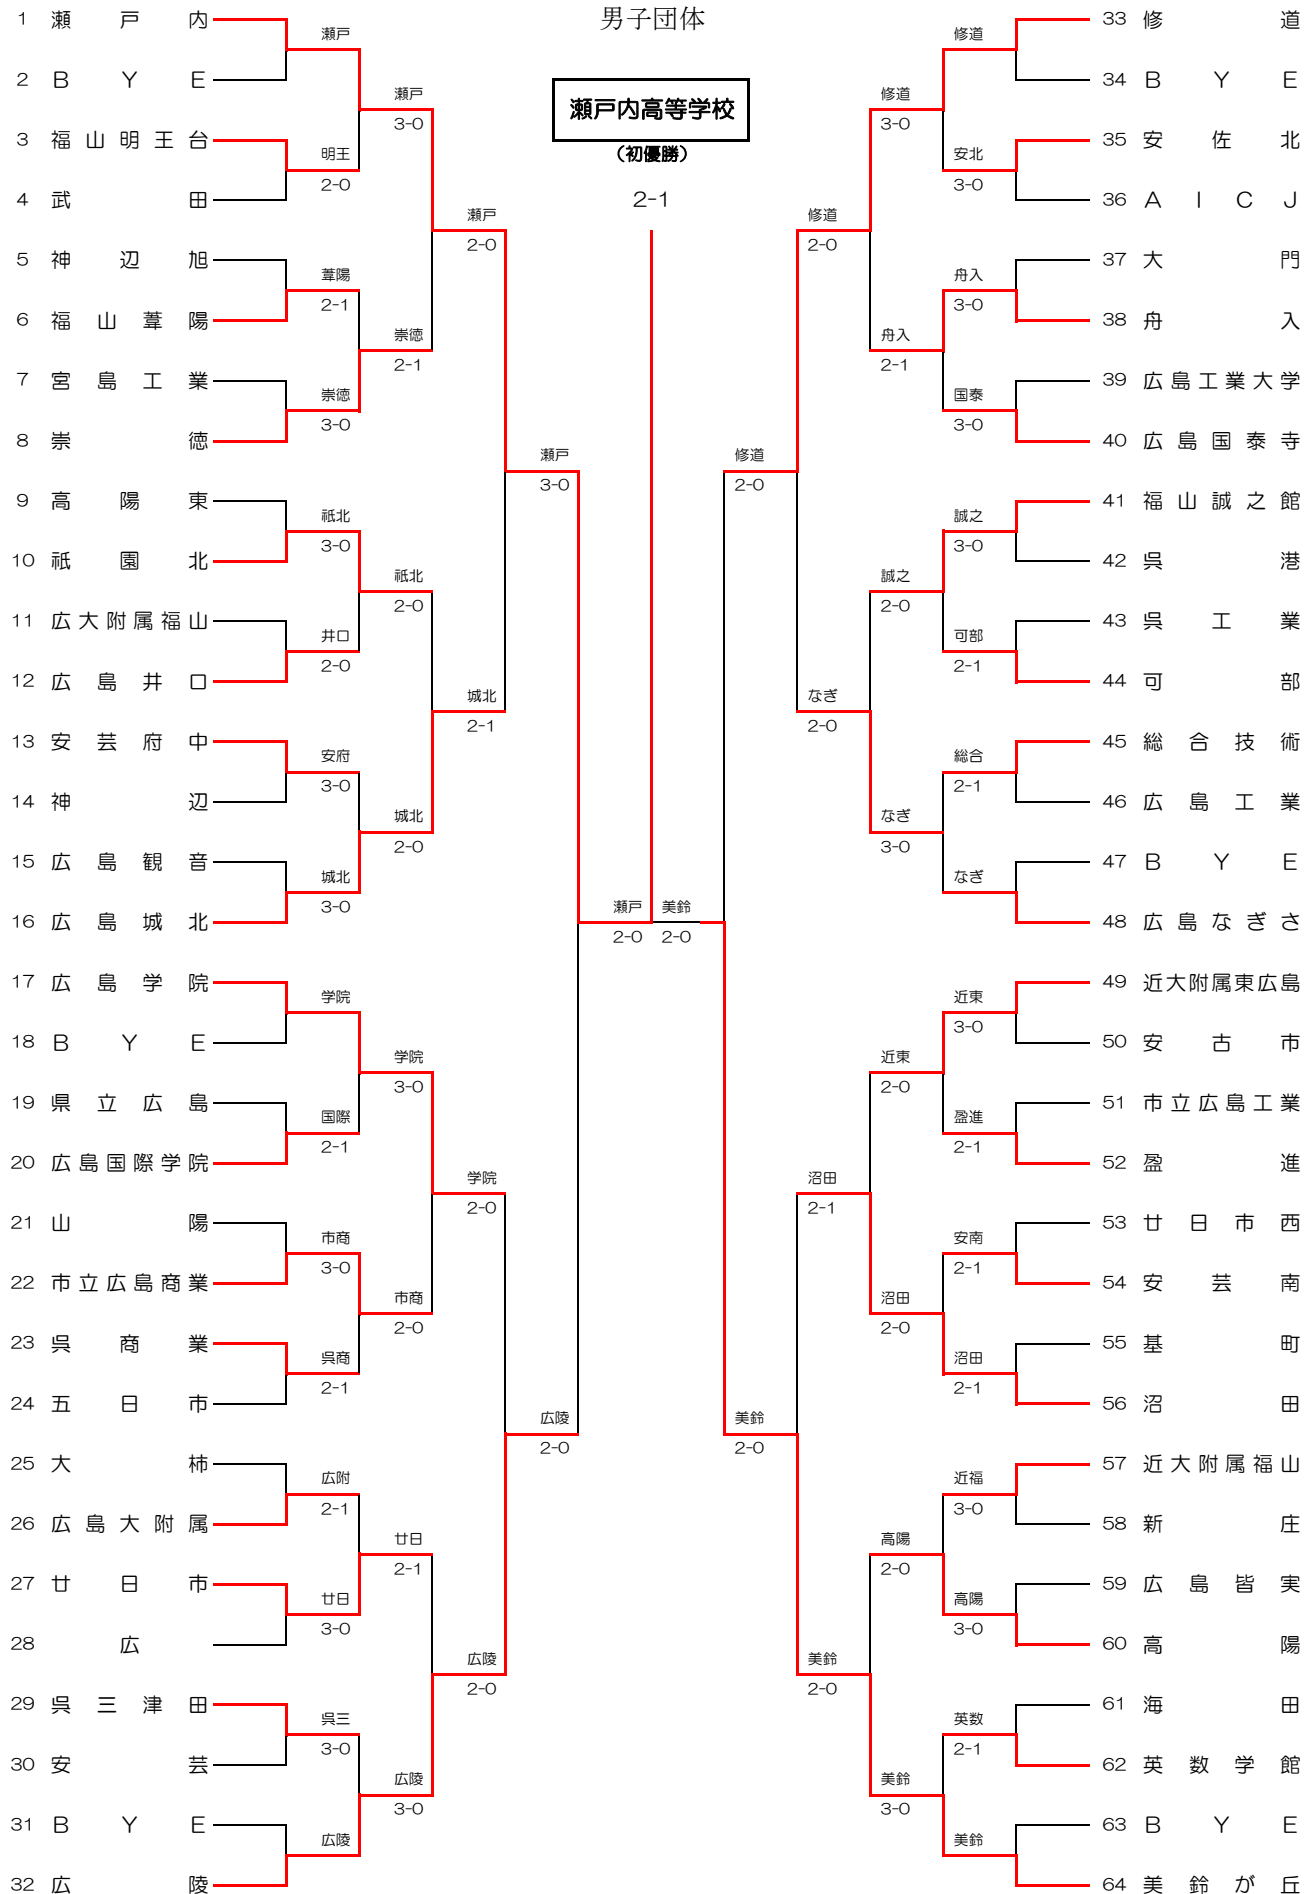 男子団体
瀬戸内高等学校
（初優勝）
2-1
1 瀬戸内
2 BYE
3 福山明王台
4 武田
5 神辺旭
6 福山葦陽
7 宮島工業
8 崇徳
9 高陽東
10 祇園北
11 広大附属福山
12 広島井口
13 安芸府中
14 神辺
15 広島観音
16 広島城北
17 広島学院
18 BYE
19 県立広島
20 広島国際学院
21 山陽
22 市立広島商業
23 呉商業
24 五日市
25 大柿
26 広島大附属
27 廿日市
28 広
29 呉三津田
30 安芸
31 BYE
32 広陵
瀬戸
明王
2-0
葦陽
2-1
崇徳
3-0
祇北
3-0
井口
2-0
安府
3-0
城北
3-0
学院
国際
2-1
市商
3-0
呉商
2-1
広附
2-1
廿日
3-0
呉三
3-0
広陵
瀬戸
3-0
崇徳
2-1
祇北
2-0
城北
2-0
学院
3-0
市商
2-0
廿日
2-1
広陵
3-0
瀬戸
2-0
城北
2-1
学院
2-0
広陵
2-0
瀬戸
3-0
広陵
2-0
瀬戸
2-0
美鈴
2-0
修道
2-0
美鈴
2-0
修道
2-0
なぎ
2-0
沼田
2-1
美鈴
2-0
修道
3-0
舟入
2-1
誠之
2-0
なぎ
3-0
近東
2-0
沼田
2-0
高陽
2-0
美鈴
3-0
修道
安北
3-0
舟入
3-0
国泰
3-0
誠之
3-0
可部
2-1
総合
2-1
なぎ
近東
3-0
盈進
2-1
安南
2-1
沼田
2-1
近福
3-0
高陽
3-0
英数
2-1
美鈴
33 修道
34 BYE
35 安佐北
36 AICJ
37 大門
38 舟入
39 広島工業大学
40 広島国泰寺
41 福山誠之館
42 呉港
43 呉工業
44 可部
45 総合技術
46 広島工業
47 BYE
48 広島なぎさ
49 近大附属東広島
50 安古市
51 市立広島工業
52 盈進
53 廿日市西
54 安芸南
55 基町
56 沼田
57 近大附属福山
58 新庄
59 広島皆実
60 高陽
61 海田
62 英数学館
63 BYE
64 美鈴が丘